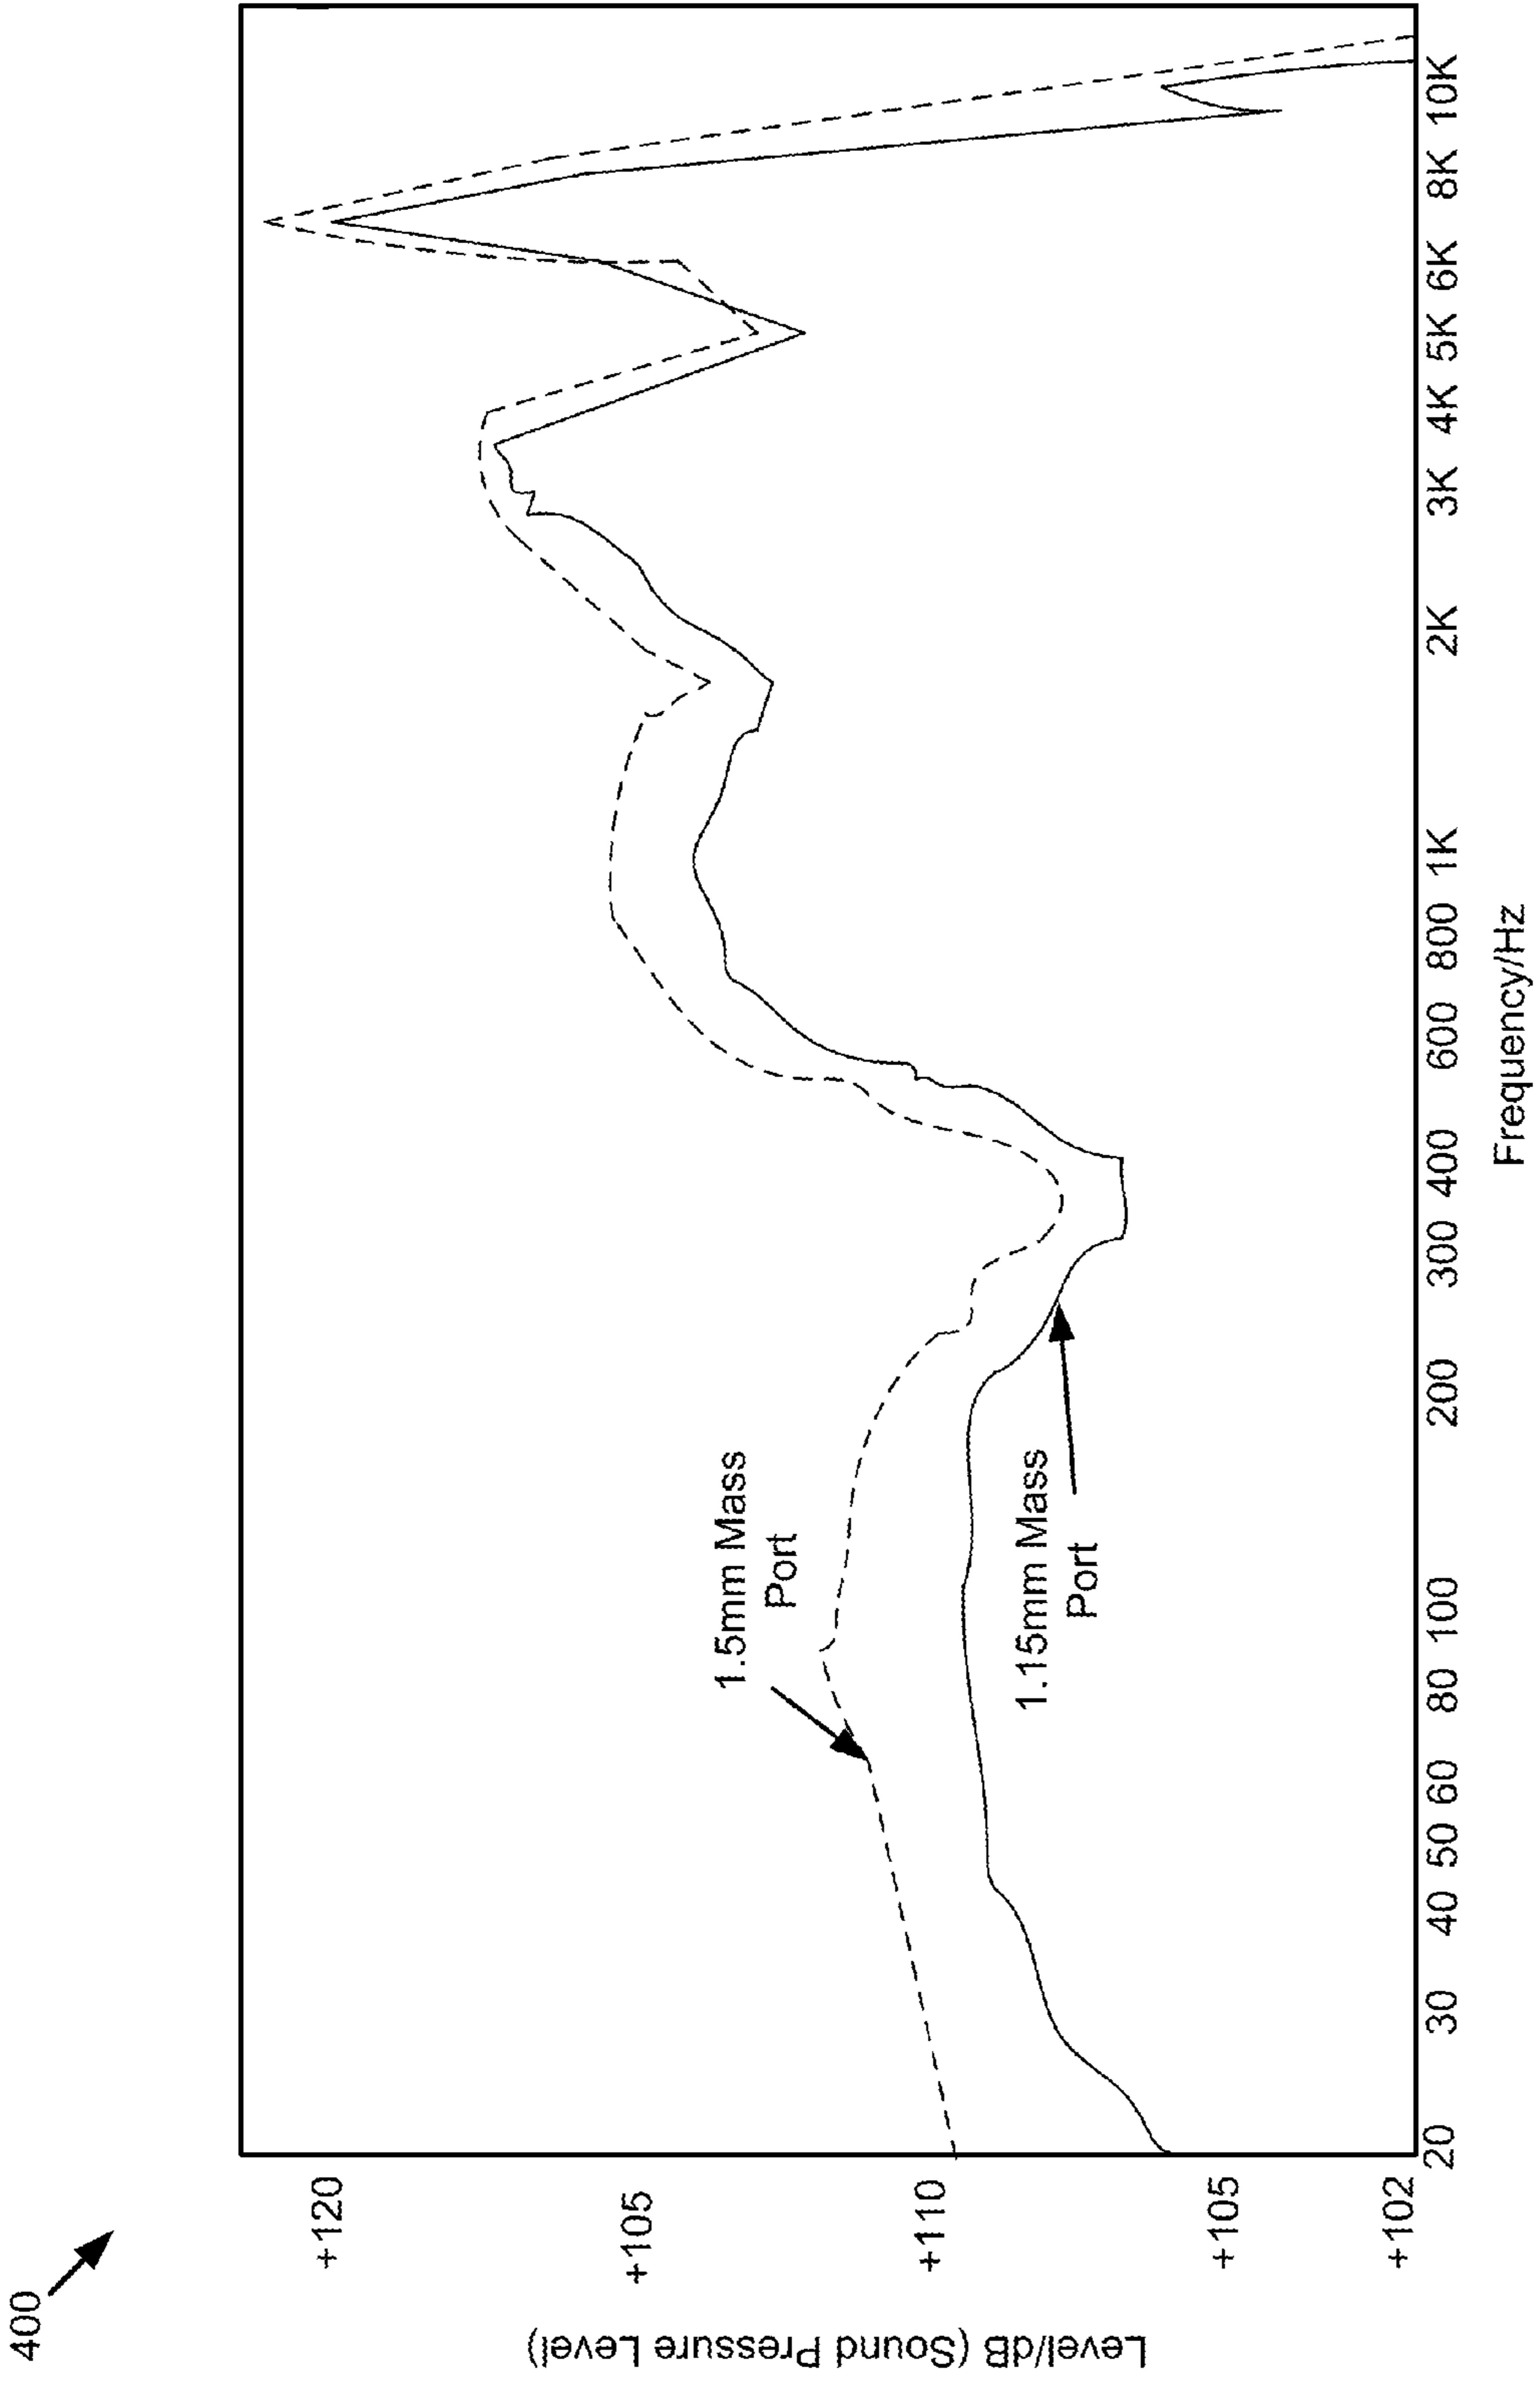 400
Level/dB (Sound Pressure Level)
+120
+105
+110
+105
+102
1.5mm Mass
Port
1.15mm Mass
Port
20 30 40 50 60 80 100 200 300 400 600 800 1K 2K 3K 4K 5K 6K 8K 10K
Frequency/Hz